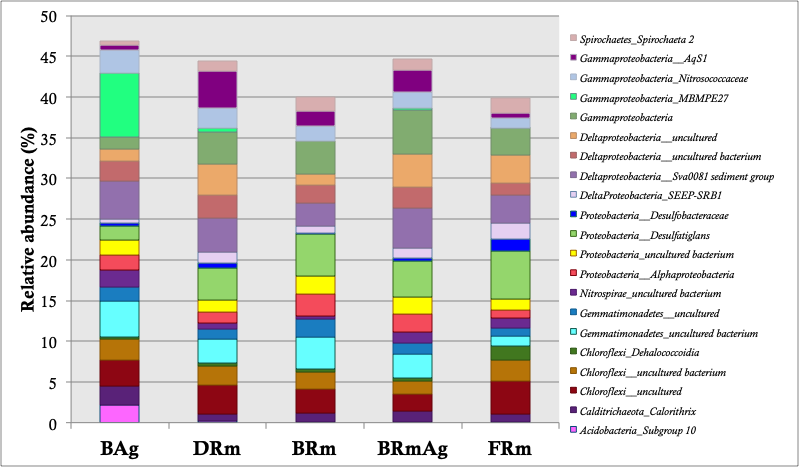 50
45
40
35
30
25
20
15
10
5
0
Relative abundance (%)
BAg DRm BRm BRmAg FRm
Spirochaetes_Spirochaeta 2
Gammaproteobacteria__AqS1
Gammaproteobacteria_Nitrosococcaceae
Gammaproteobacteria_MBMPE27
Gammaproteobacteria
Deltaproteobacteria__uncultured
Deltaproteobacteria__uncultured bacterium
Deltaproteobacteria__Sva0081 sediment group
DeltaProteobacteria_SEEP-SRB1
Proteobacteria__Desulfobacteraceae
Proteobacteria__Desulfatiglans
Proteobacteria_uncultured bacterium
Proteobacteria__Alphaproteobacteria
Nitrospirae_uncultured bacterium
Gemmatimonadetes__uncultured
Gemmatimonadetes_uncultured bacterium
Chloroflexi_Dehalococcoidia
Chloroflexi__uncultured bacterium
Chloroflexi__uncultured
Calditrichaeota_Calorithrix
Acidobacteria_Subgroup 10